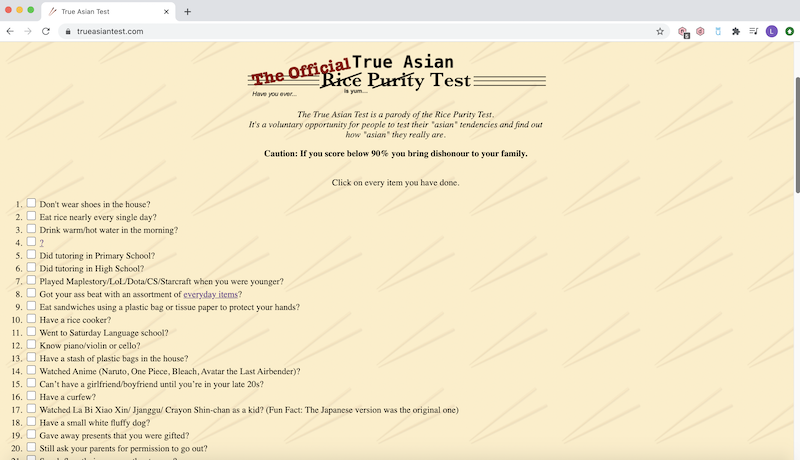 True Asian Test
trueasiantest.com
L
The Official
True Asian
Rice Purity Test
Have you ever...
is yum...
The True Asian Test is a parody of the Rice Purity Test.
It's a voluntary opportunity for people to test their "asian" tendencies and find out
how "asian" they really are.
Caution: If you score below 90% you bring dishonour to your family.
Click on every item you have done.
1. Don't wear shoes in the house?
2. Eat rice nearly every single day?
3. Drink warm/hot water in the morning?
4. ?
5. Did tutoring in Primary School?
6. Did tutoring in High School?
7. Played Maplestory/LoL/Dota/CS/Starcraft when you were younger?
8. Got your ass beat with an assortment of everyday items?
9. Eat sandwiches using a plastic bag or tissue paper to protect your hands?
10. Have a rice cooker?
11. Went to Saturday Language school?
12. Know piano/violin or cello?
13. Have a stash of plastic bags in the house?
14. Watched Anime (Naruto, One Piece, Bleach, Avatar the Last Airbender)?
15. Can't have a girlfriend/boyfriend until you're in your late 20s?
16. Have a curfew?
17. Watched La Bi Xiao Xin/ Jjanggu/ Crayon Shin-chan as a kid? (Fun Fact: The Japanese version was the original one)
18. Have a small white fluffy dog?
19. Gave away presents that you were gifted?
20. Still ask your parents for permission to go out?